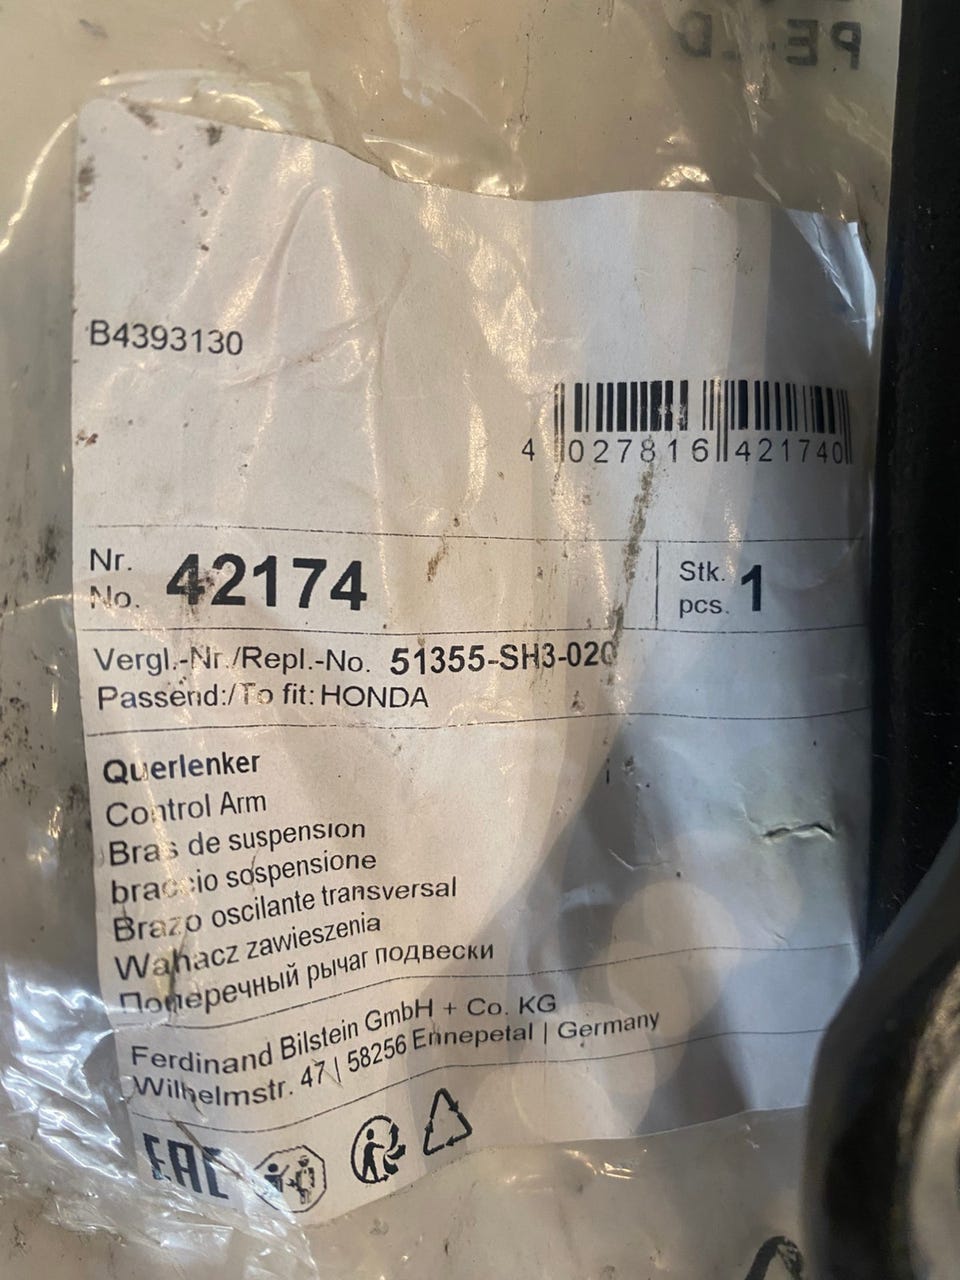 PE-LD
B4393130
4 027816 421740
Nr.
No. 42174
Stk.
pcs. 1
Vergl.-Nr./Repl.-No. 51355-SH3-020
Passend:/To fit: HONDA
Querlenker
Control Arm
Bras de suspension
braccio sospensione
Brazo oscilante transversal
Wahacz zawieszenia
Поперечный рычаг подвески
Ferdinand Bilstein GmbH + Co. KG
Wilhelmstr. 47 | 58256 Ennepetal | Germany
EAC